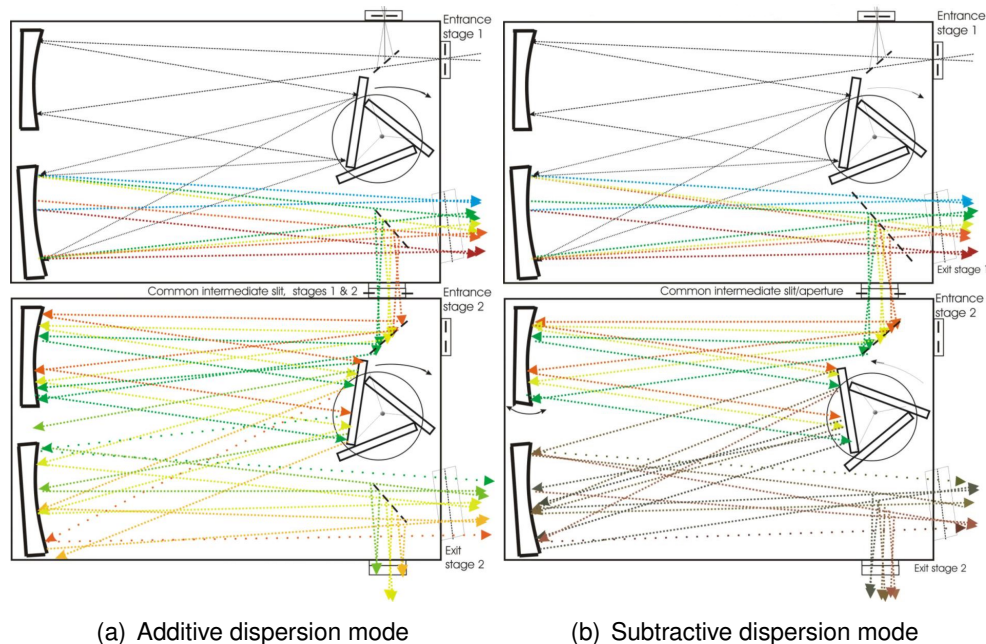 Entrance
stage 1
Entrance
stage 1
Exit stage 1
Common intermediate slit, stages 1 & 2
Entrance
stage 2
Common intermediate slit/aperture
Entrance
stage 2
Exit
stage 2
Exit stage 2
(a) Additive dispersion mode
(b) Subtractive dispersion mode